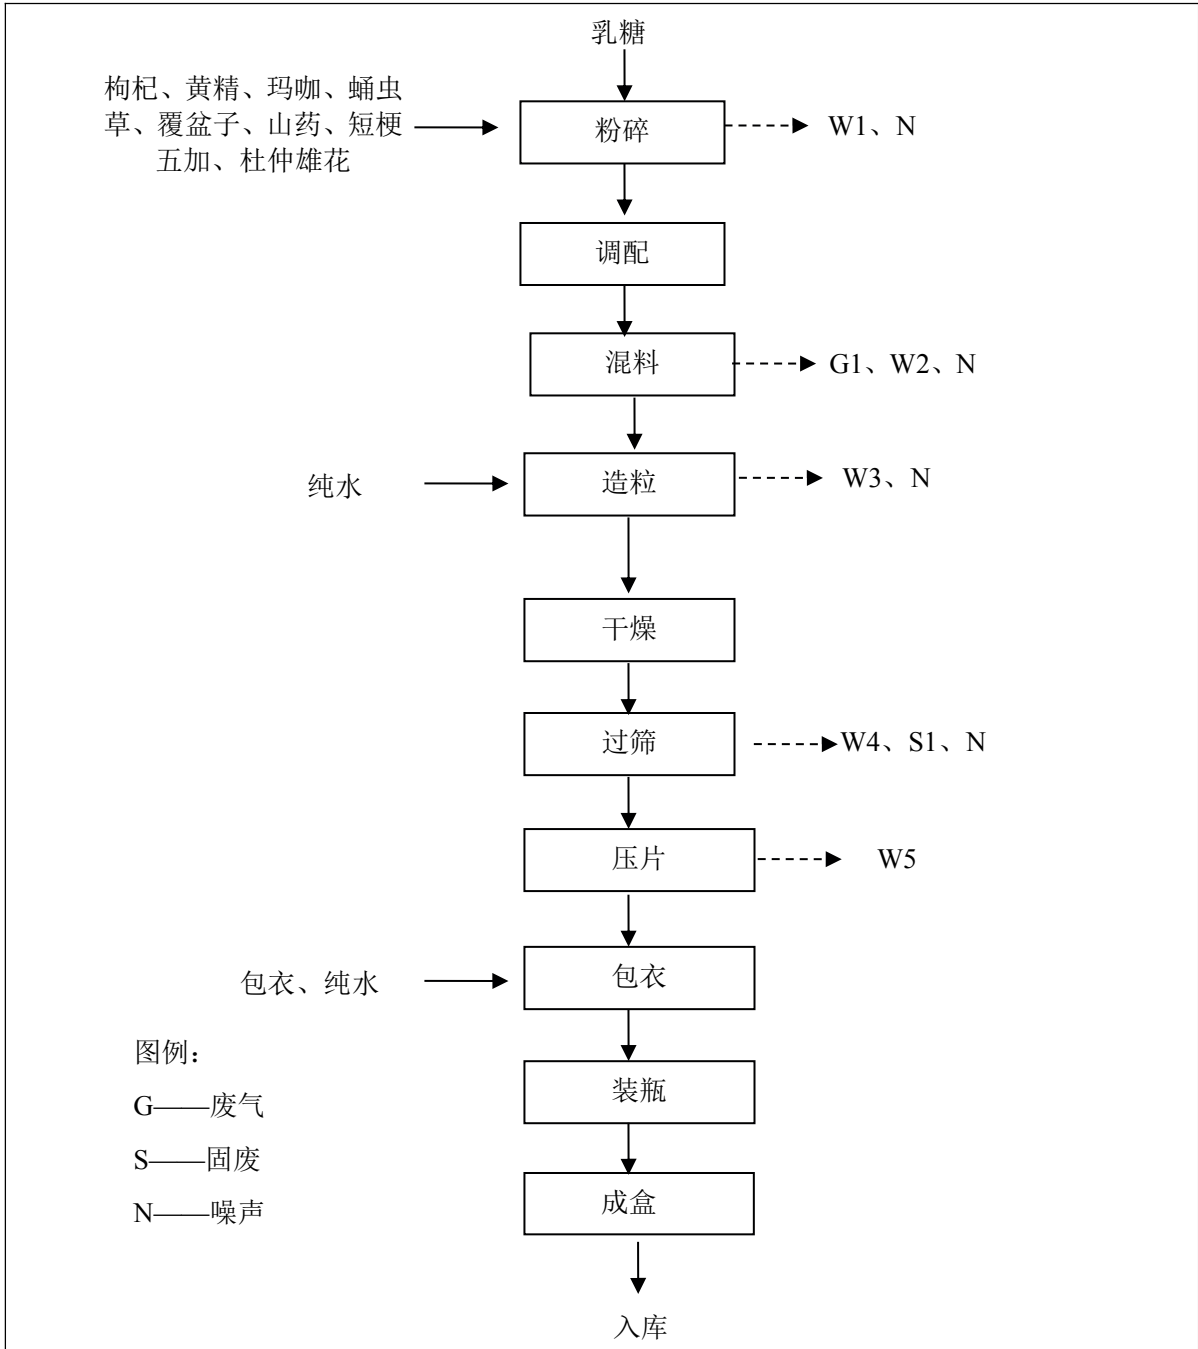 乳糖
枸杞、黄精、玛咖、蛹虫
草、覆盆子、山药、短梗
五加、杜仲雄花
粉碎
W1、N
调配
混料
G1、W2、N
纯水
造粒
W3、N
干燥
过筛
W4、S1、N
压片
W5
包衣、纯水
包衣
图例：
装瓶
G——废气
S——固废
成盒
N——噪声
入库